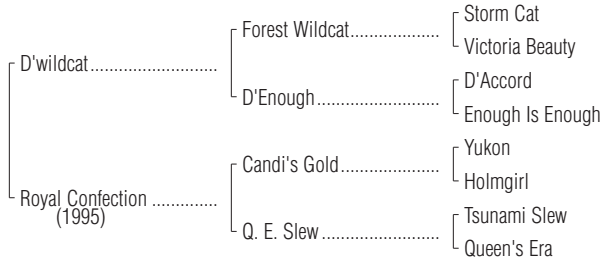 Storm Cat
Forest Wildcat....................
Victoria Beauty
D'wildcat...........................
D'Accord
D'Enough..........................
Enough Is Enough
Yukon
Candi's Gold.....................
Holmgirl
Royal Confection ..............
(1995)
Tsunami Slew
Q. E. Slew.........................
Queen's Era